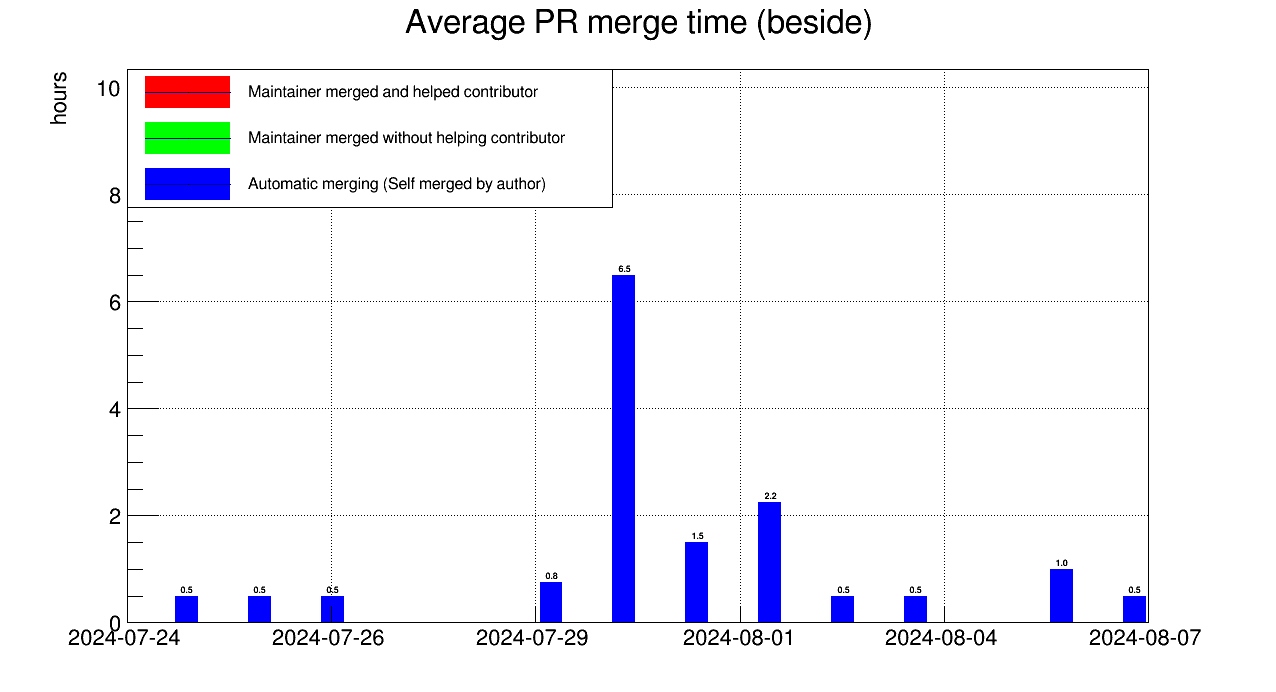 Average PR merge time (beside)
hours
10
8
6
4
2
0
Maintainer merged and helped contributor
Maintainer merged without helping contributor
Automatic merging (Self merged by author)
0.5 0.5 0.5 0.8 6.5 1.5 2.2 0.5 0.5 1.0 0.5
2024-07-24 2024-07-26 2024-07-29 2024-08-01 2024-08-04 2024-08-07